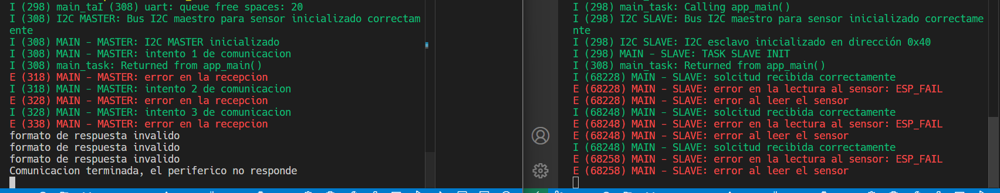 I (298) main_taI (308) uart: queue free spaces: 20
I (308) I2C MASTER: Bus I2C maestro para sensor inicializado correctam
ente
I (308) MAIN - MASTER: I2C MASTER inicializado
I (308) MAIN - MASTER: intento 1 de comunicacion
I (308) main_task: Returned from app_main()
E (318) MAIN - MASTER: error en la recepcion
I (318) MAIN - MASTER: intento 2 de comunicacion
E (328) MAIN - MASTER: error en la recepcion
I (328) MAIN - MASTER: intento 3 de comunicacion
E (338) MAIN - MASTER: error en la recepcion
formato de respuesta invalido
formato de respuesta invalido
formato de respuesta invalido
Comunicacion terminada, el periferico no responde
I (298) main_task: Calling app_main()
I (298) I2C SLAVE: Bus I2C maestro para sensor inicializado correctame
nte
I (298) I2C SLAVE: I2C esclavo inicializado en dirección 0x40
I (298) MAIN - SLAVE: TASK SLAVE INIT
I (308) main_task: Returned from app_main()
I (68228) MAIN - SLAVE: solcitud recibida correctamente
E (68228) MAIN - SLAVE: error en la lectura al sensor: ESP_FAIL
E (68228) MAIN - SLAVE: error al leer el sensor
I (68248) MAIN - SLAVE: solcitud recibida correctamente
E (68248) MAIN - SLAVE: error en la lectura al sensor: ESP_FAIL
E (68248) MAIN - SLAVE: error al leer el sensor
I (68248) MAIN - SLAVE: solcitud recibida correctamente
E (68258) MAIN - SLAVE: error en la lectura al sensor: ESP_FAIL
E (68258) MAIN - SLAVE: error al leer el sensor